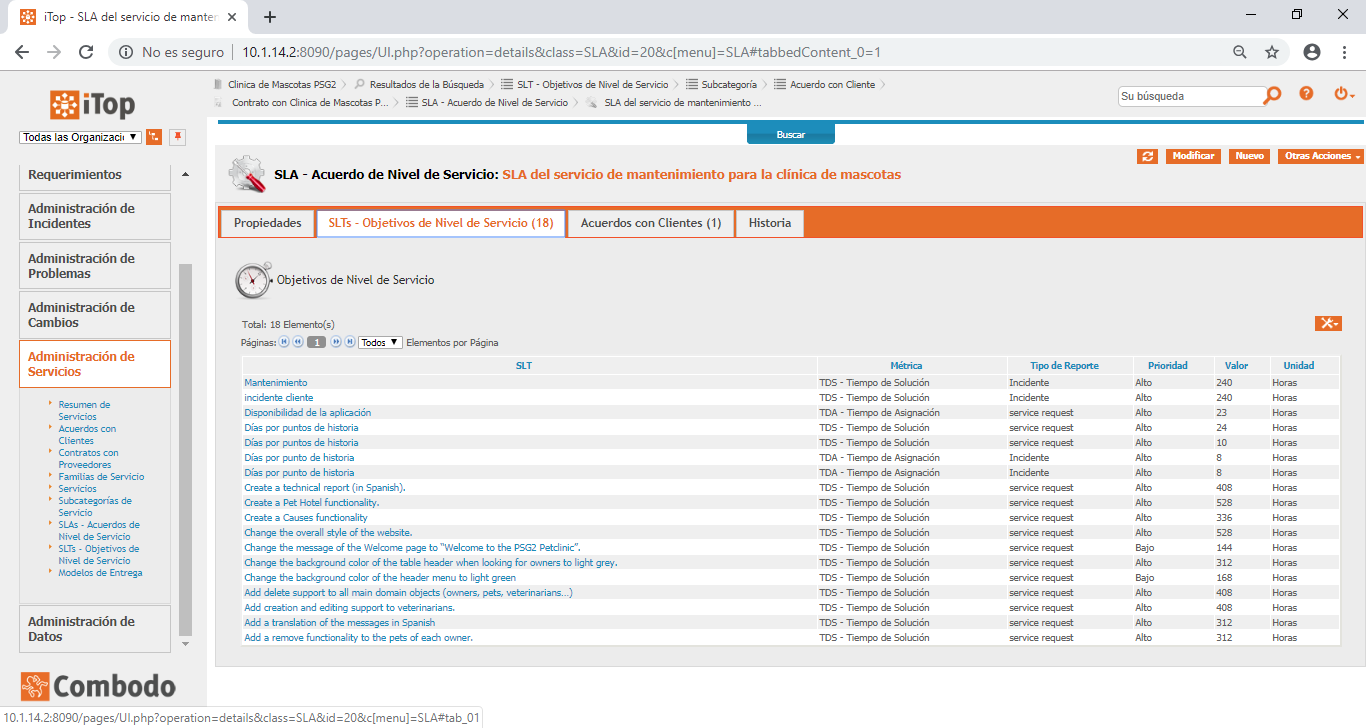 iTop - SLA del servicio de manten
No es seguro | 10.1.14.2:8090/pages/UI.php?operation=details&class=SLA&id=20&c[menu]=SLA#tabbedContent_0=1
iTop
Todas las Organizaci
Requerimientos
Administración de
Incidentes
Administración de
Problemas
Administración de
Cambios
Administración de
Servicios
Resumen de
Servicios
Acuerdos con
Clientes
Contratos con
Proveedores
Familias de Servicio
Servicios
Subcategorías de
Servicio
SLAs - Acuerdos de
Nivel de Servicio
SLTs - Objetivos de
Nivel de Servicio
Modelos de Entrega
Administración de
Datos
Combodo
Clinica de Mascotas PSG2 Resultados de la Búsqueda SLT - Objetivos de Nivel de Servicio Subcategoría Acuerdo con Cliente
Contrato con Clinica de Mascotas P... SLA - Acuerdo de Nivel de Servicio SLA del servicio de mantenimiento ...
Su búsqueda
Buscar
Modificar Nuevo Otras Acciones
SLA - Acuerdo de Nivel de Servicio: SLA del servicio de mantenimiento para la clínica de mascotas
Propiedades SLTs - Objetivos de Nivel de Servicio (18) Acuerdos con Clientes (1) Historia
Objetivos de Nivel de Servicio
Total: 18 Elemento(s)
Páginas: 1 Todos Elementos por Página
SLT Métrica Tipo de Reporte Prioridad Valor Unidad
Mantenimiento TDS - Tiempo de Solución Incidente Alto 240 Horas
incidente cliente TDS - Tiempo de Solución Incidente Alto 240 Horas
Disponibilidad de la aplicación TDA - Tiempo de Asignación service request Alto 23 Horas
Días por puntos de historia TDS - Tiempo de Solución service request Alto 24 Horas
Días por puntos de historia TDS - Tiempo de Solución service request Alto 10 Horas
Días por punto de historia TDA - Tiempo de Asignación Incidente Alto 8 Horas
Días por punto de historia TDA - Tiempo de Asignación Incidente Alto 8 Horas
Create a technical report (in Spanish). TDS - Tiempo de Solución service request Alto 408 Horas
Create a Pet Hotel functionality. TDS - Tiempo de Solución service request Alto 528 Horas
Create a Causes functionality TDS - Tiempo de Solución service request Alto 336 Horas
Change the overall style of the website. TDS - Tiempo de Solución service request Alto 528 Horas
Change the message of the Welcome page to "Welcome to the PSG2 Petclinic". TDS - Tiempo de Solución service request Bajo 144 Horas
Change the background color of the table header when looking for owners to light grey. TDS - Tiempo de Solución service request Alto 312 Horas
Change the background color of the header menu to light green TDS - Tiempo de Solución service request Bajo 168 Horas
Add delete support to all main domain objects (owners, pets, veterinarians...) TDS - Tiempo de Solución service request Alto 408 Horas
Add creation and editing support to veterinarians. TDS - Tiempo de Solución service request Alto 408 Horas
Add a translation of the messages in Spanish TDS - Tiempo de Solución service request Alto 312 Horas
Add a remove functionality to the pets of each owner. TDS - Tiempo de Solución service request Alto 312 Horas
10.1.14.2:8090/pages/UI.php?operation=details&class=SLA&id=20&c[menu]=SLA#tab_01